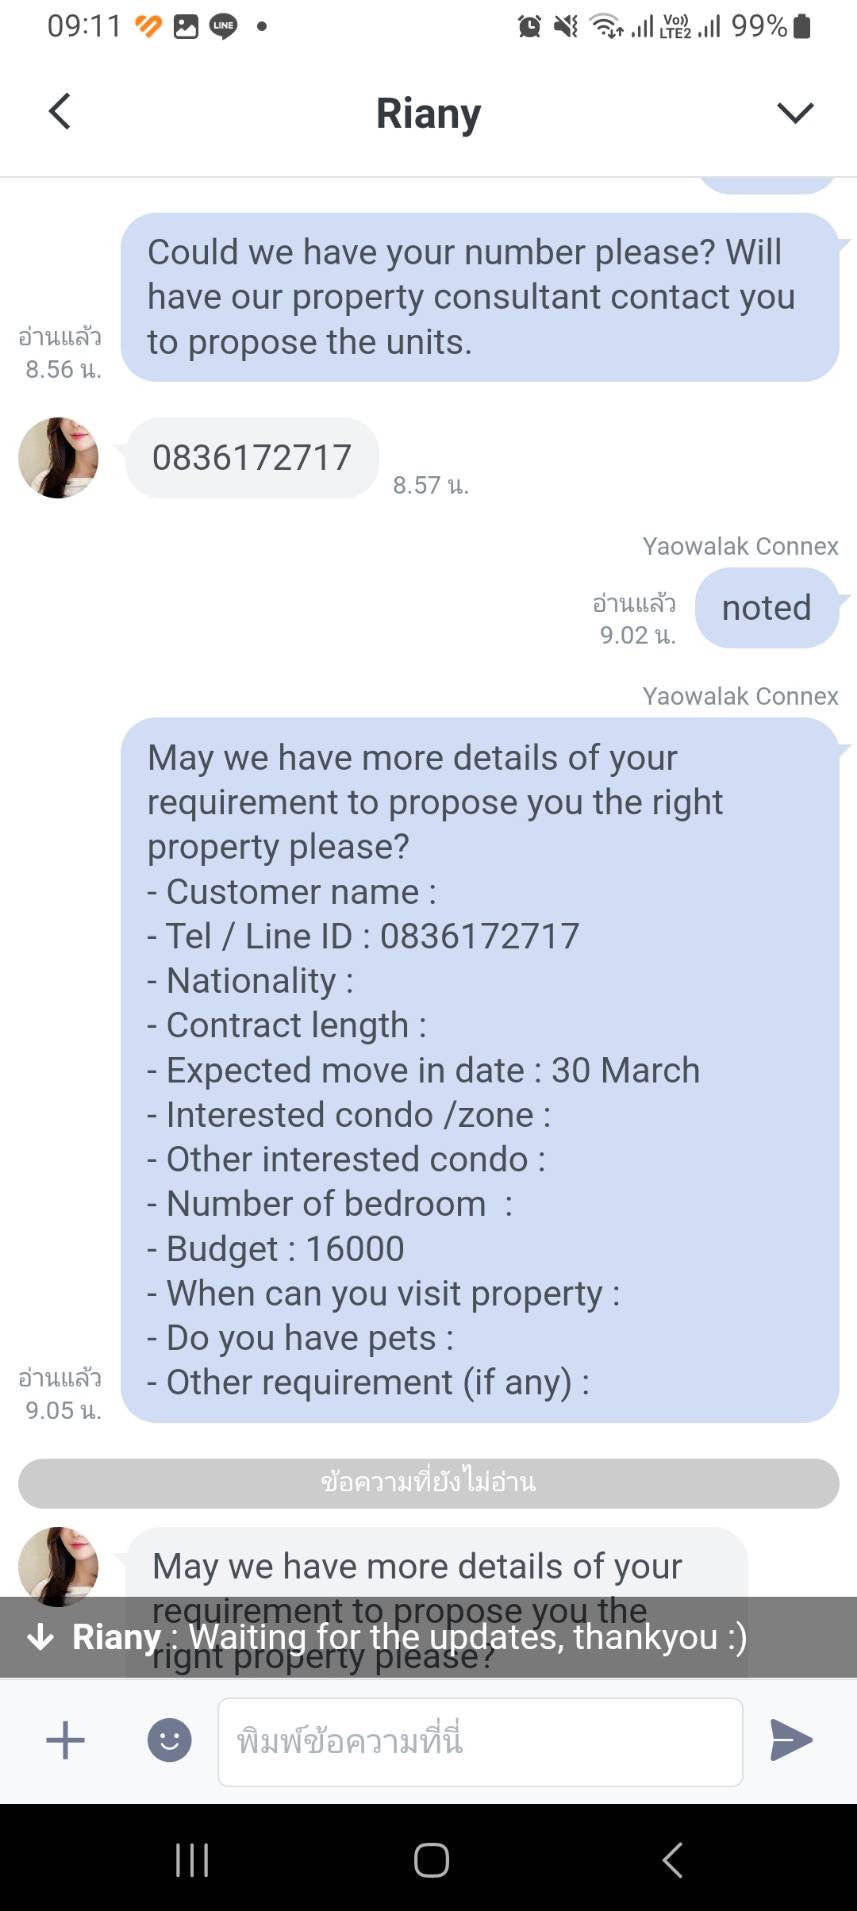 09:11 LINE Vo)) LTE2 99%
Riany
Could we have your number please? Will
have our property consultant contact you
to propose the units.
อ่านแล้ว
8.56 น.
0836172717
8.57 น.
Yaowalak Connex
noted
อ่านแล้ว
9.02 น.
Yaowalak Connex
May we have more details of your
requirement to propose you the right
property please?
- Customer name :
- Tel / Line ID : 0836172717
- Nationality :
- Contract length :
- Expected move in date : 30 March
- Interested condo /zone :
- Other interested condo :
- Number of bedroom  :
- Budget : 16000
- When can you visit property :
- Do you have pets :
- Other requirement (if any) :
อ่านแล้ว
9.05 น.
ข้อความที่ยังไม่อ่าน
May we have more details of your
requirement to propose you the
right property please?
Riany : Waiting for the updates, thankyou :)
พิมพ์ข้อความที่นี่